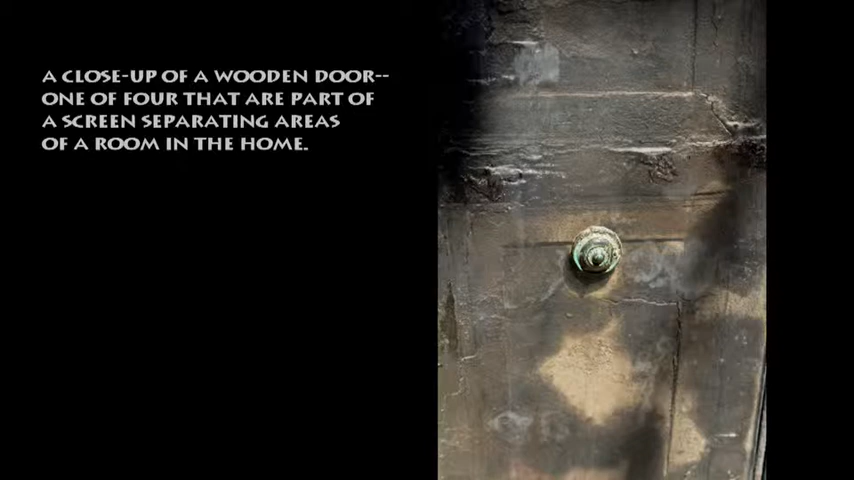 A CLOSE-UP OF A WOODEN DOOR--
ONE OF FOUR THAT ARE PART OF
A SCREEN SEPARATING AREAS
OF A ROOM IN THE HOME.